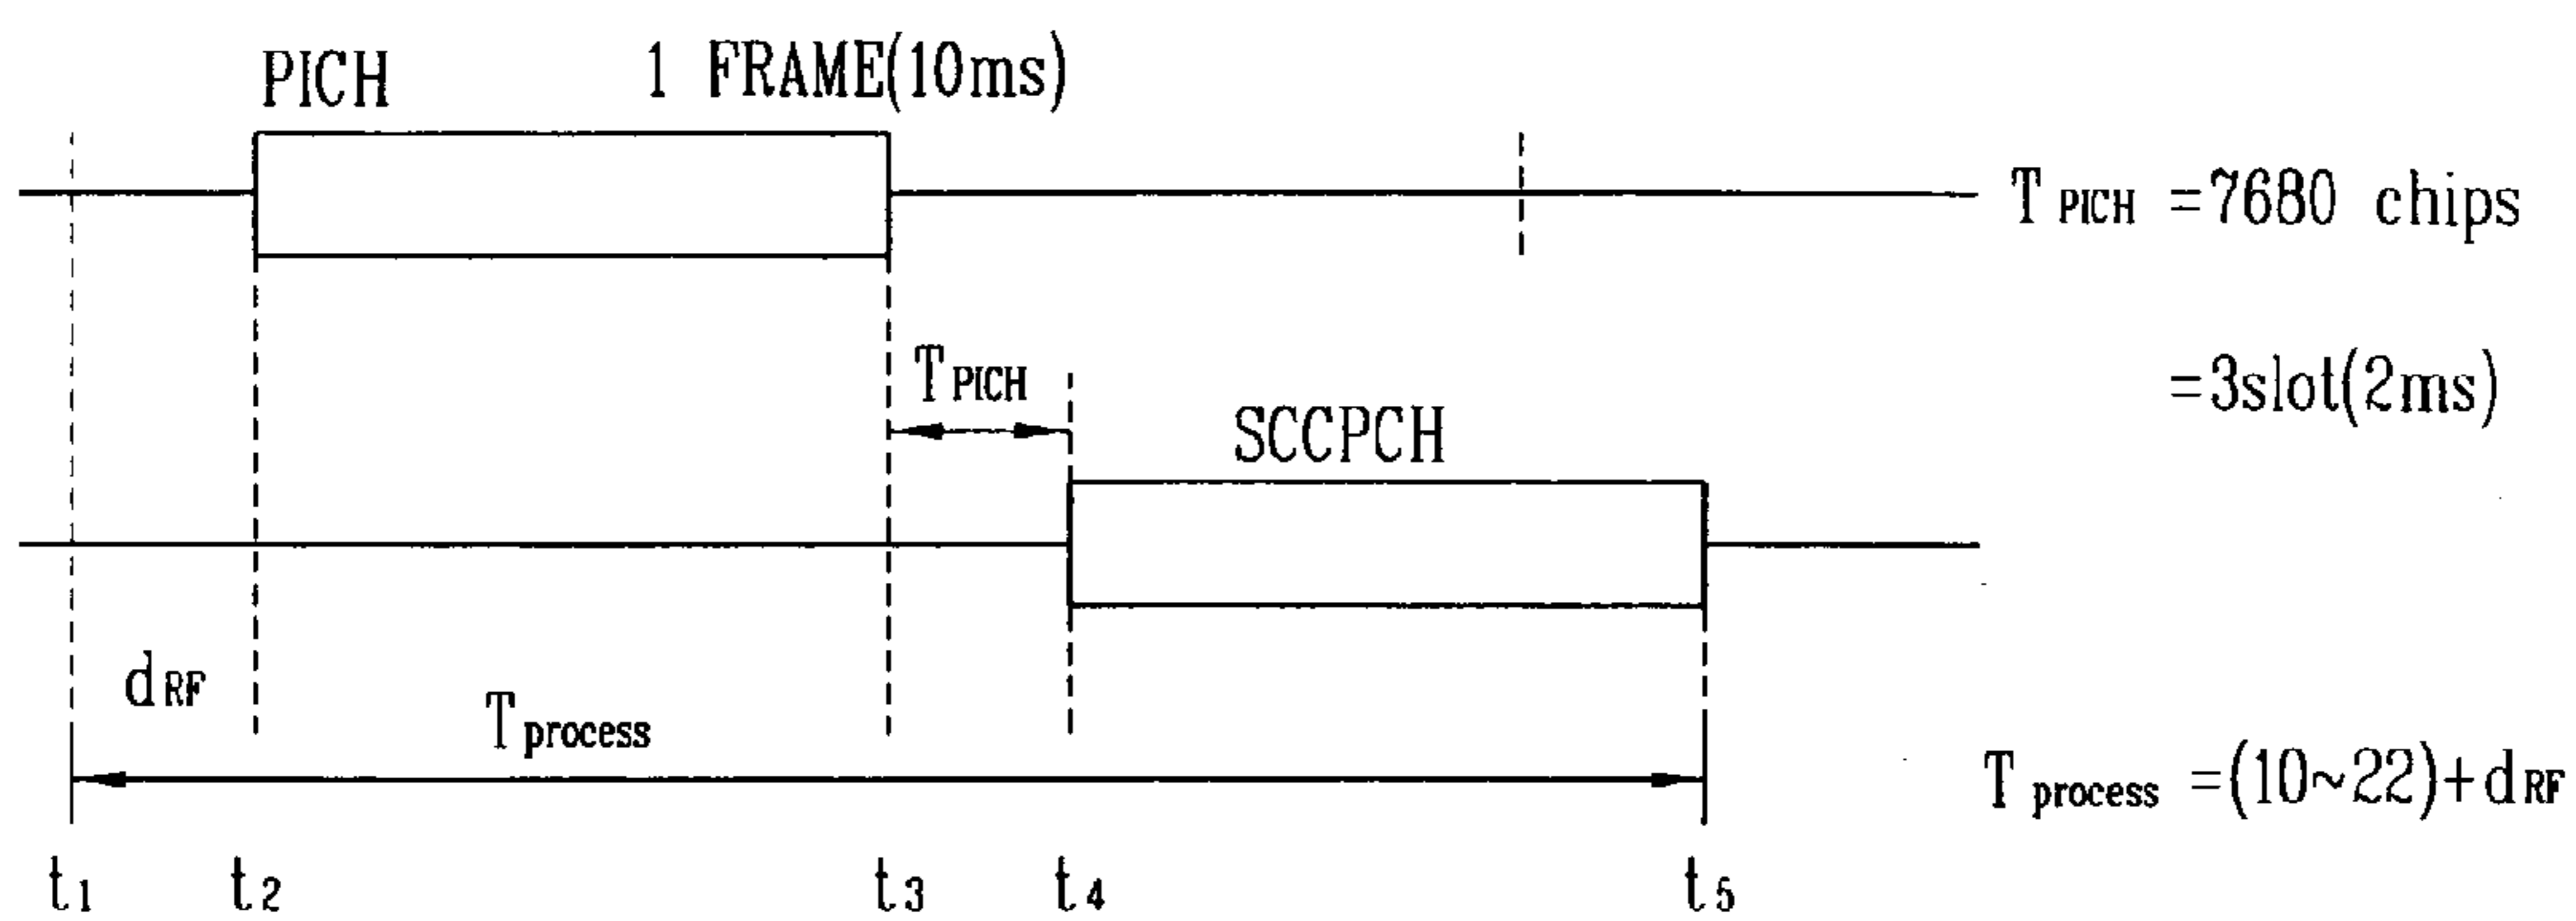 PICH 1 FRAME(10ms)
T PICH =7680 chips
T PICH
=3slot(2ms)
SCCPCH
d RF
T process
T process =(10~22)+d RF
t1 t2 t3 t4 t5